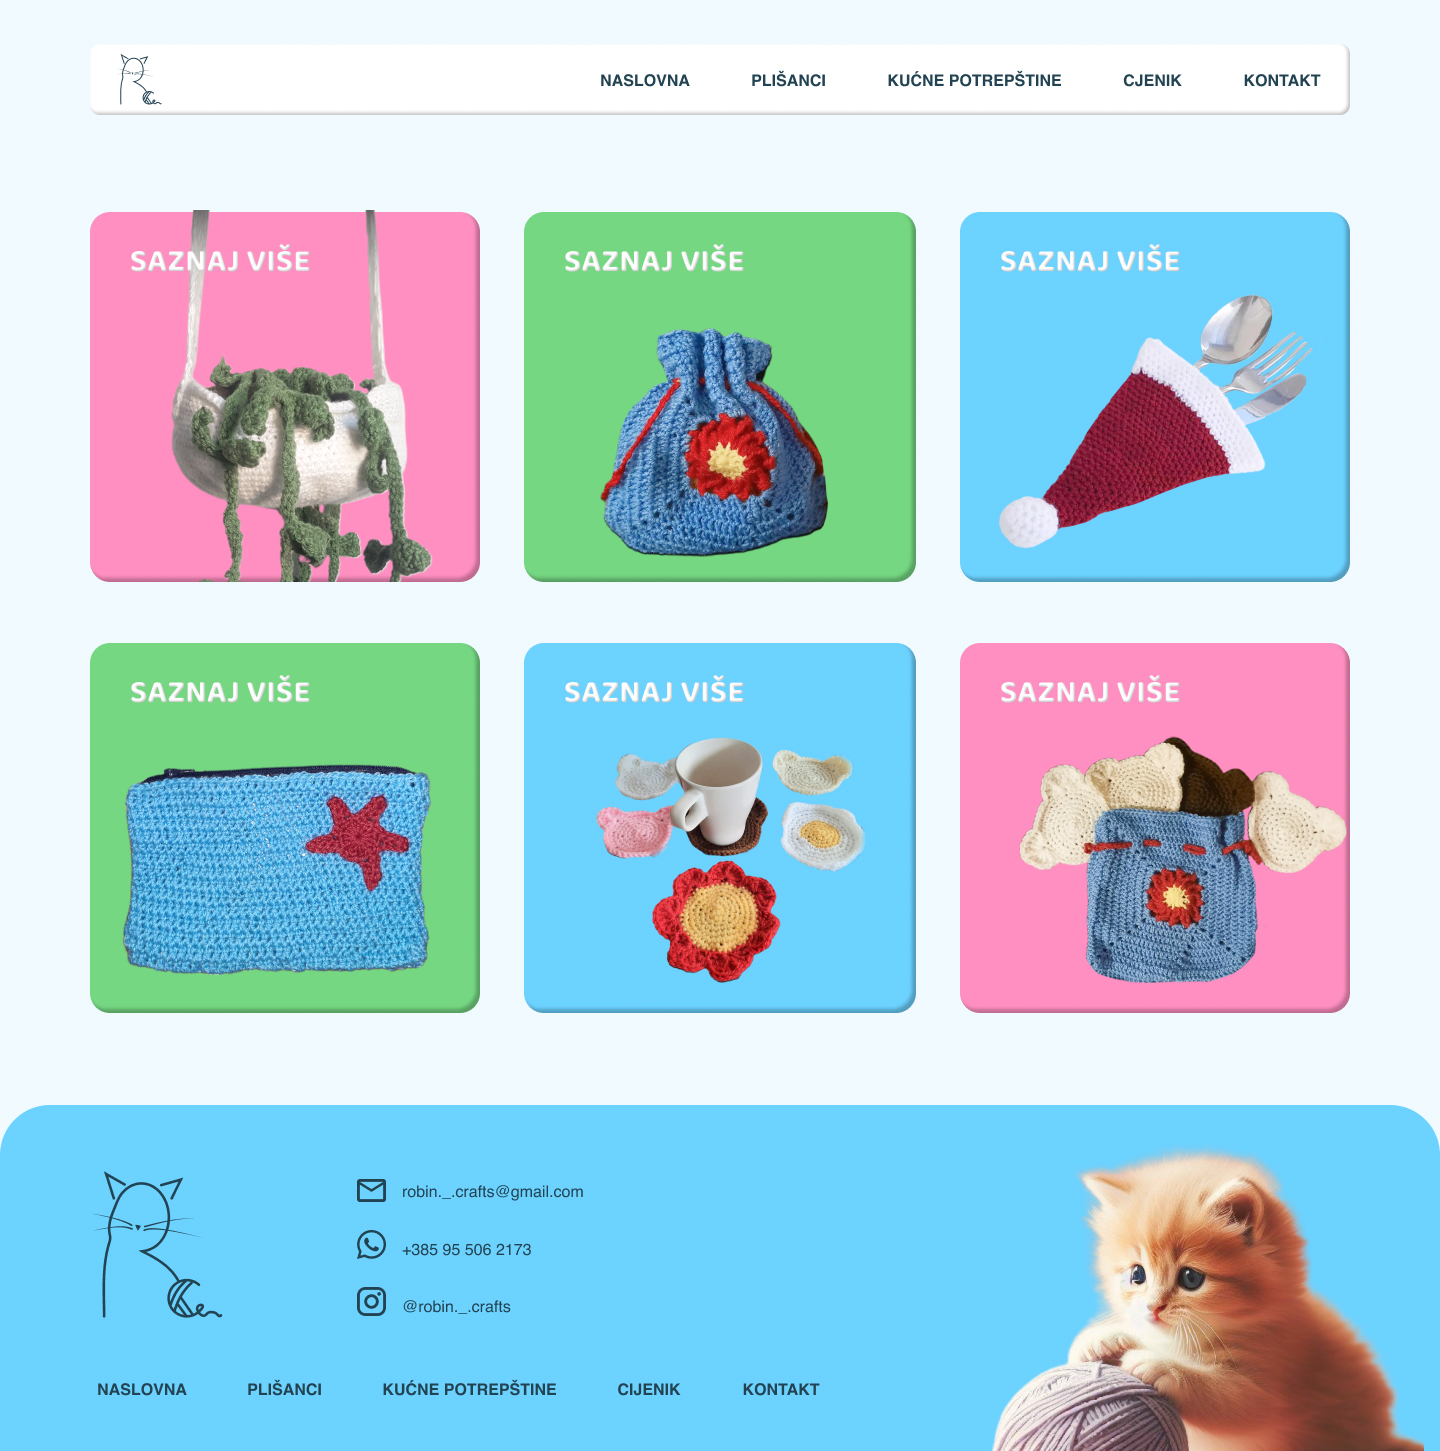 NASLOVNA PLIŠANCI KUĆNE POTREPŠTINE CJENIK KONTAKT
SAZNAJ VIŠE
SAZNAJ VIŠE
SAZNAJ VIŠE
SAZNAJ VIŠE
SAZNAJ VIŠE
SAZNAJ VIŠE
robin._.crafts@gmail.com
+385 95 506 2173
@robin._.crafts
NASLOVNA PLIŠANCI KUĆNE POTREPŠTINE CIJENIK KONTAKT